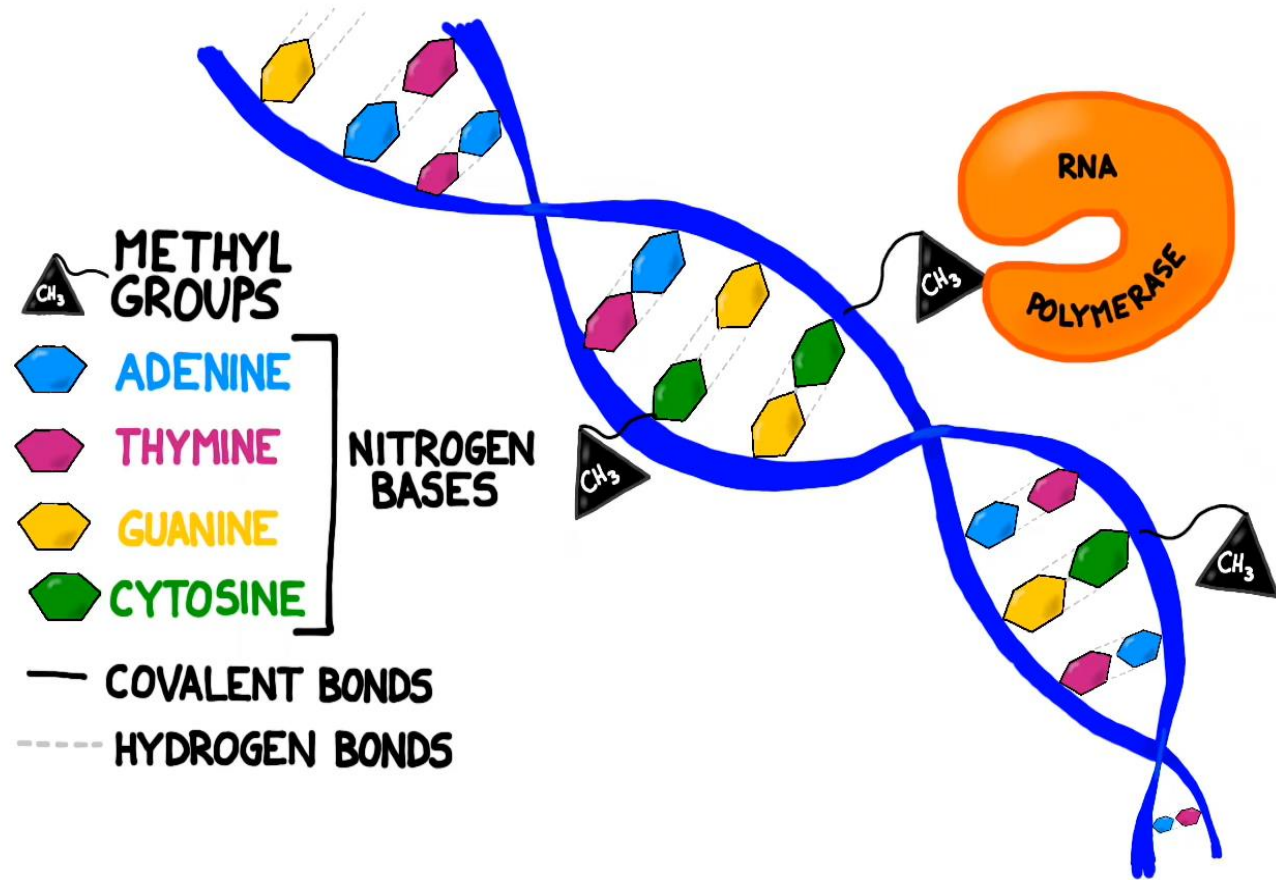 METHYL
GROUPS
CH3
ADENINE
THYMINE
GUANINE
CYTOSINE
NITROGEN
BASES
COVALENT BONDS
HYDROGEN BONDS
CH3
CH3
CH3
RNA
POLYMERASE